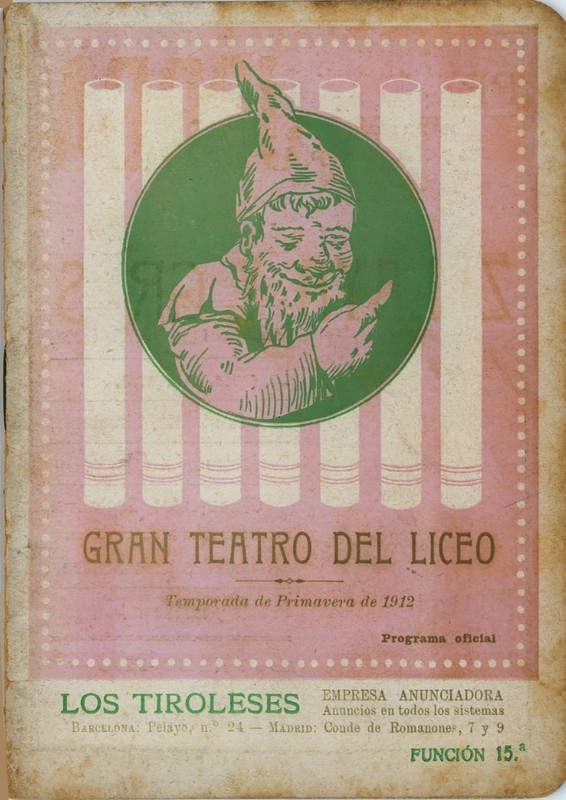 GRAN TEATRO DEL LICEO
Temporada de Primavera de 1912
Programa oficial
LOS TIROLESES
EMPRESA ANUNCIADORA
Anuncios en todos los sistemas
BARCELONA: Pelayo, n.º 24 — MADRID: Conde de Romanones, 7 y 9
FUNCIÓN 15.ª